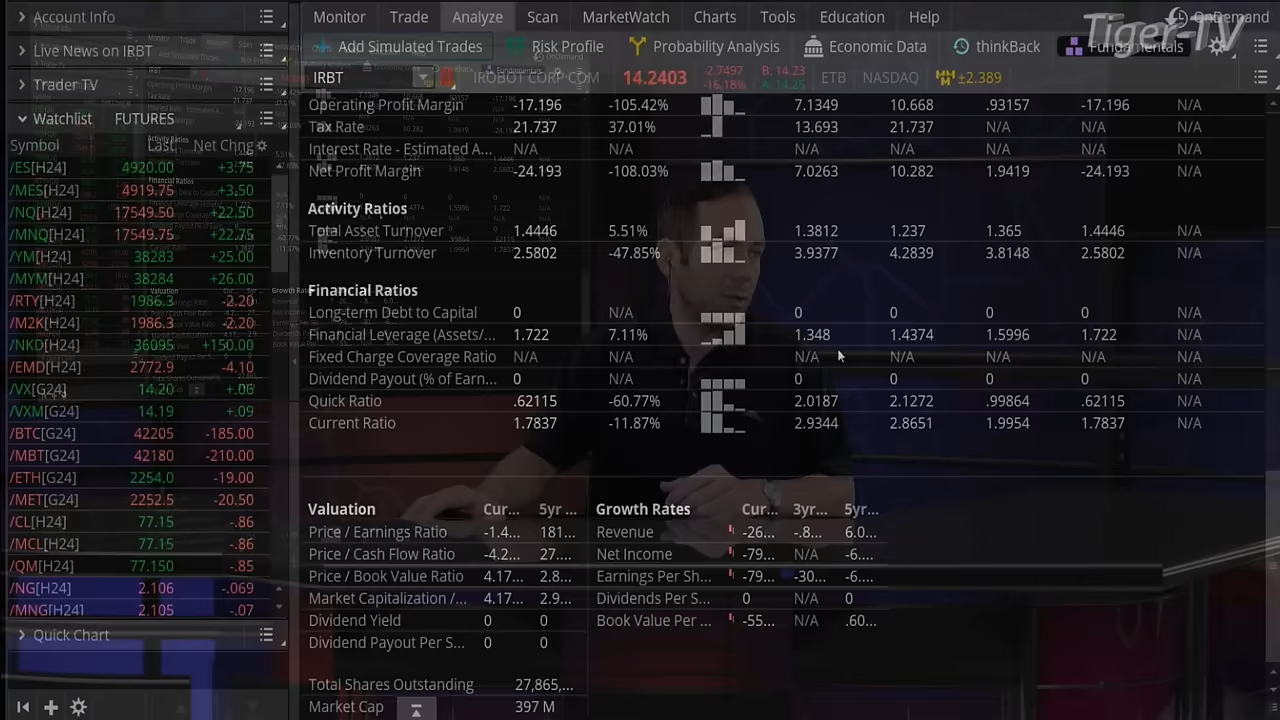 Account Info
Monitor Trade Analyze Scan MarketWatch Charts Tools Education Help OnDemand
Tiger-TV
Live News on IRBT
Add Simulated Trades Risk Profile Probability Analysis Economic Data thinkBack Fundamentals
Trader TV
IRBT IROBOT CORP COM 14.2403 -2.7497 -16.18% B: 14.23 A: 14.25 ETB NASDAQ ±2.389
Watchlist FUTURES
Symbol Last Net Chng
/ES[H24] 4920.00 +3.75
/MES[H24] 4919.75 +3.50
/NQ[H24] 17549.50 +22.50
/MNQ[H24] 17549.75 +22.75
/YM[H24] 38283 +25.00
/MYM[H24] 38284 +26.00
/RTY[H24] 1986.3 -2.20
/M2K[H24] 1986.3 -2.20
/NKD[H24] 36095 +150.00
/EMD[H24] 2772.9 -4.10
/VX[G24] 14.20 +.06
/VXM[G24] 14.19 +.09
/BTC[G24] 42205 -185.00
/MBT[G24] 42180 -210.00
/ETH[G24] 2254.0 -19.00
/MET[G24] 2252.5 -20.50
/CL[H24] 77.15 -.86
/MCL[H24] 77.15 -.86
/QM[H24] 77.150 -.85
/NG[H24] 2.106 -.069
/MNG[H24] 2.105 -.07
Quick Chart
Operating Profit Margin -17.196 -105.42% 7.1349 10.668 .93157 -17.196 N/A
Tax Rate 21.737 37.01% 13.693 21.737 N/A N/A N/A
Interest Rate - Estimated A... N/A N/A N/A N/A N/A N/A N/A
Net Profit Margin -24.193 -108.03% 7.0263 10.282 1.9419 -24.193 N/A
Activity Ratios
Total Asset Turnover 1.4446 5.51% 1.3812 1.237 1.365 1.4446 N/A
Inventory Turnover 2.5802 -47.85% 3.9377 4.2839 3.8148 2.5802 N/A
Financial Ratios
Long-term Debt to Capital 0 N/A 0 0 0 0 N/A
Financial Leverage (Assets/... 1.722 7.11% 1.348 1.4374 1.5996 1.722 N/A
Fixed Charge Coverage Ratio N/A N/A N/A N/A N/A N/A N/A
Dividend Payout (% of Earn... 0 N/A 0 0 0 0 N/A
Quick Ratio .62115 -60.77% 2.0187 2.1272 .99864 .62115 N/A
Current Ratio 1.7837 -11.87% 2.9344 2.8651 1.9954 1.7837 N/A
Valuation Cur... 5yr ...
Price / Earnings Ratio -1.4... 181...
Price / Cash Flow Ratio -4.2... 27....
Price / Book Value Ratio 4.17... 2.8...
Market Capitalization /... 4.17... 2.9...
Dividend Yield 0 0
Dividend Payout Per S... 0 0
Total Shares Outstanding 27,865,...
Market Cap 397 M
Growth Rates Cur... 3yr... 5yr...
Revenue -26... -.8... 6.0...
Net Income -79... N/A -6....
Earnings Per Sh... -79... -30... -6....
Dividends Per S... 0 N/A 0
Book Value Per ... -55... N/A .60...